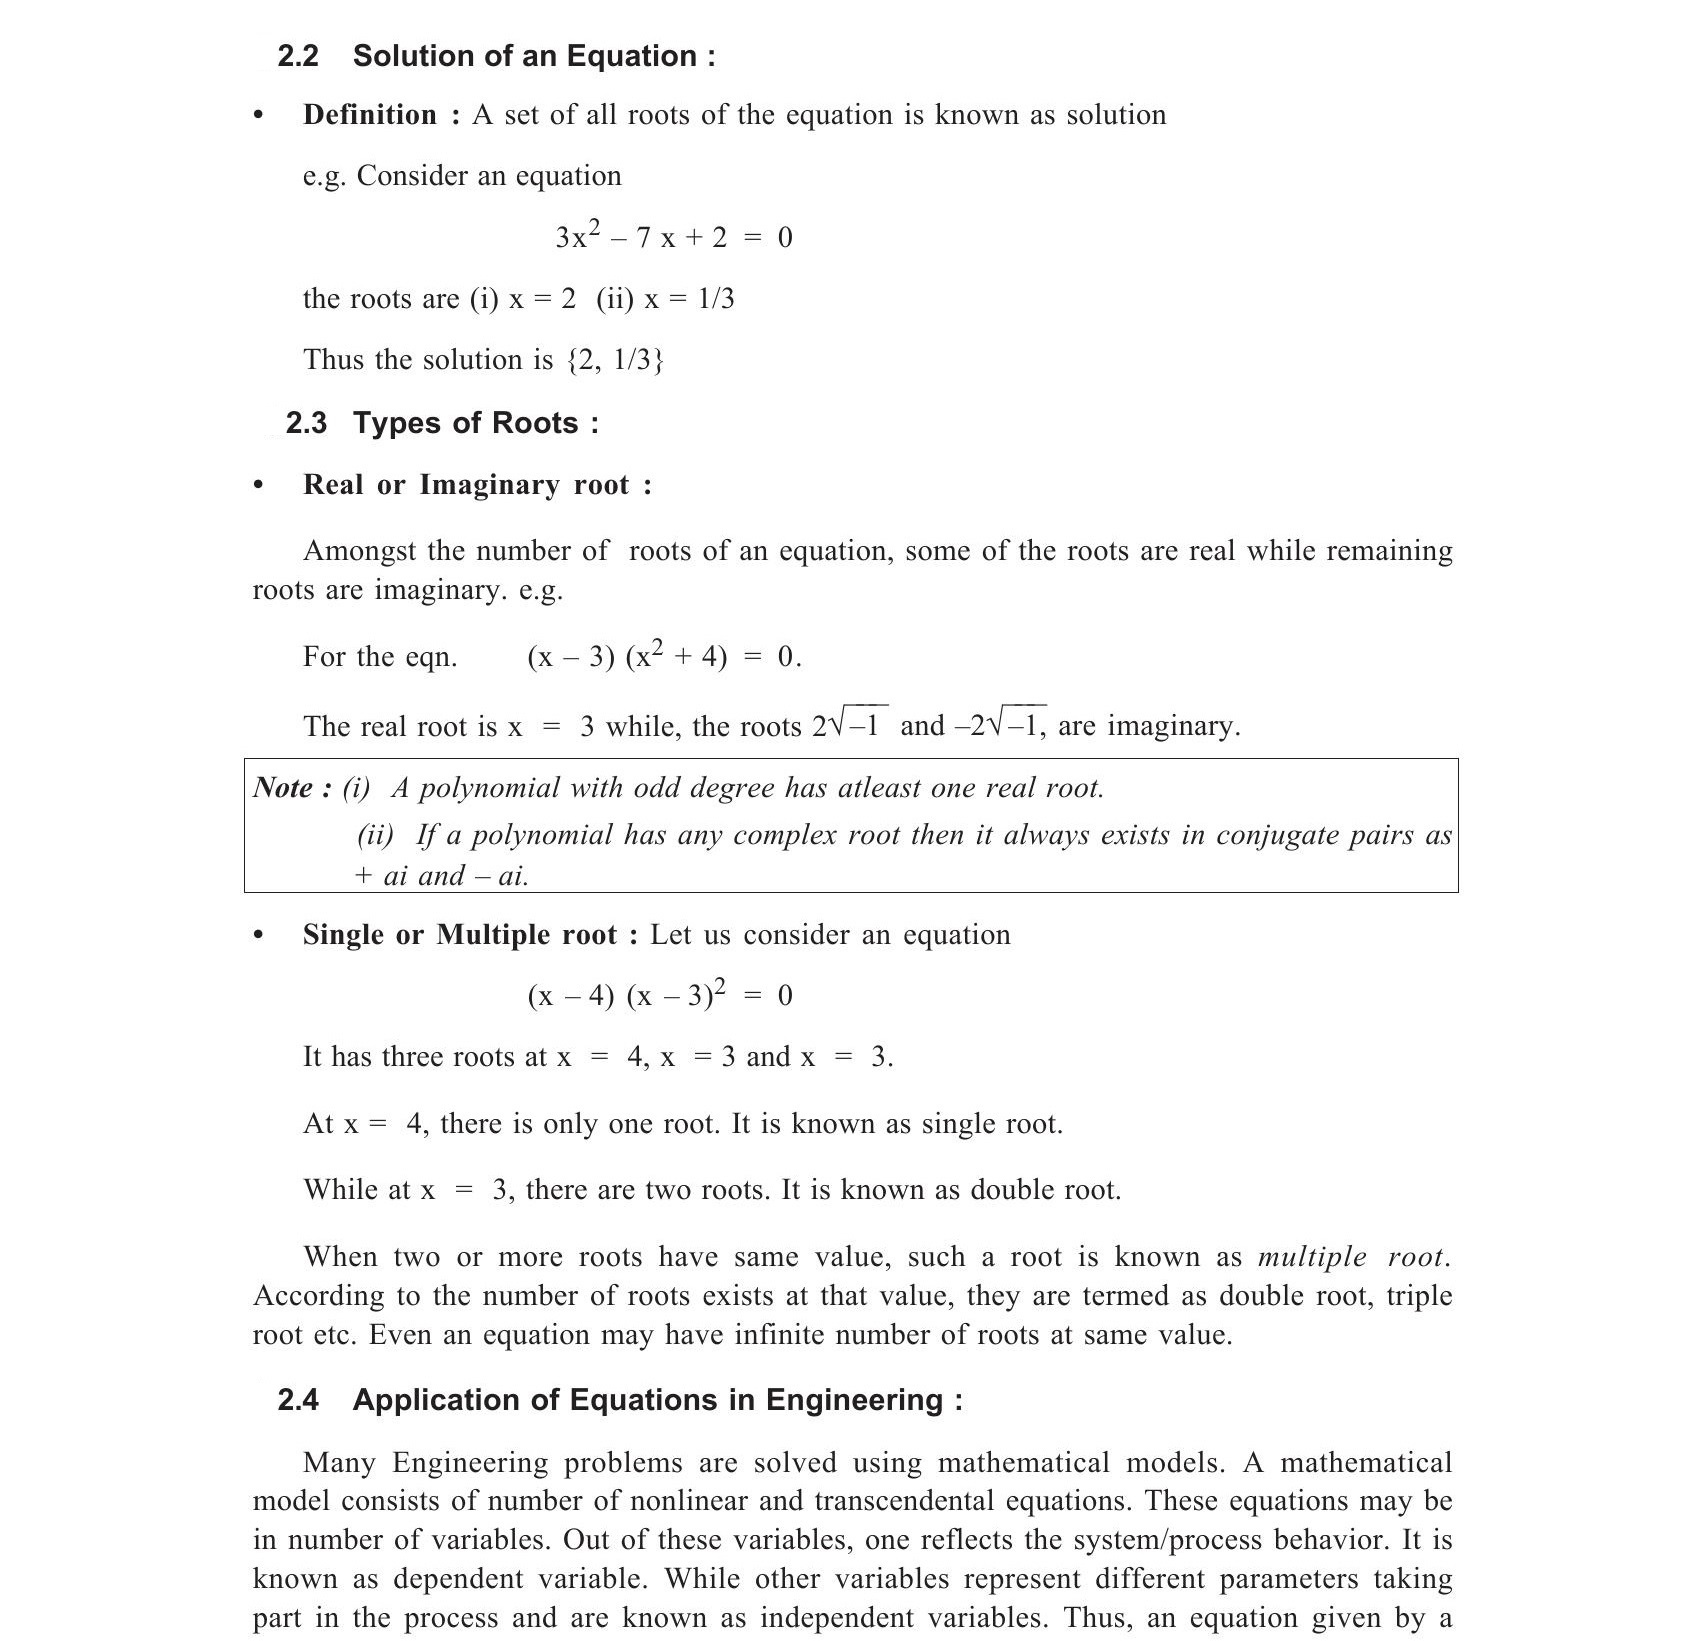 2.2 Solution of an Equation :
• Definition : A set of all roots of the equation is known as solution
e.g. Consider an equation
3x² – 7 x + 2 = 0
the roots are (i) x = 2 (ii) x = 1/3
Thus the solution is {2, 1/3}
2.3 Types of Roots :
• Real or Imaginary root :
Amongst the number of roots of an equation, some of the roots are real while remaining
roots are imaginary. e.g.
For the eqn. (x – 3) (x² + 4) = 0.
The real root is x = 3 while, the roots 2√–1 and –2√–1, are imaginary.
Note : (i) A polynomial with odd degree has atleast one real root.
(ii) If a polynomial has any complex root then it always exists in conjugate pairs as
+ ai and – ai.
• Single or Multiple root : Let us consider an equation
(x – 4) (x – 3)² = 0
It has three roots at x = 4, x = 3 and x = 3.
At x = 4, there is only one root. It is known as single root.
While at x = 3, there are two roots. It is known as double root.
When two or more roots have same value, such a root is known as multiple root.
According to the number of roots exists at that value, they are termed as double root, triple
root etc. Even an equation may have infinite number of roots at same value.
2.4 Application of Equations in Engineering :
Many Engineering problems are solved using mathematical models. A mathematical
model consists of number of nonlinear and transcendental equations. These equations may be
in number of variables. Out of these variables, one reflects the system/process behavior. It is
known as dependent variable. While other variables represent different parameters taking
part in the process and are known as independent variables. Thus, an equation given by a